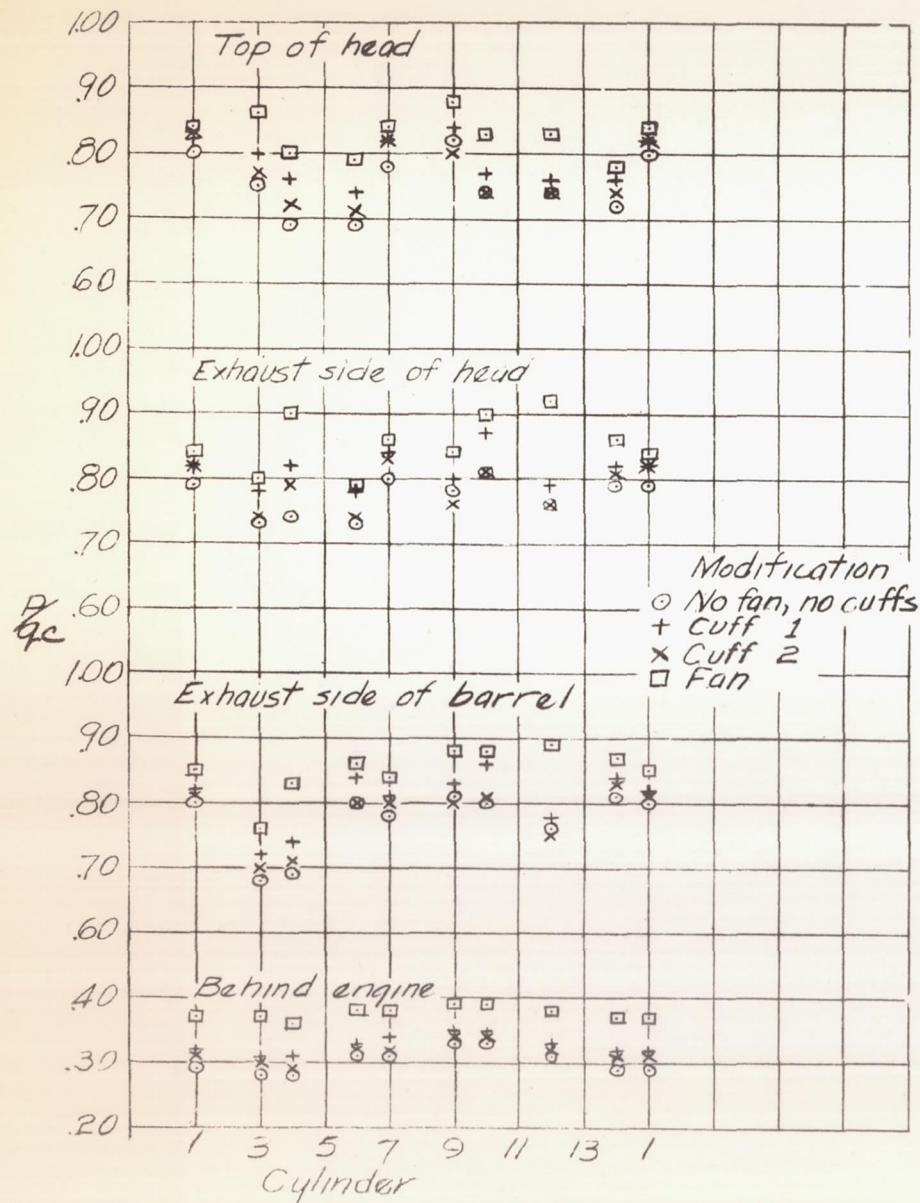 1.00
Top of head
.90
.80
.70
.60
1.00
Exhaust side of head
.90
.80
.70
Modification
⊙ No fan, no cuffs
+ Cuff 1
× Cuff 2
⊡ Fan
p/qc
.60
1.00
Exhaust side of barrel
.90
.80
.70
.60
Behind engine
.40
.30
.20
1 3 5 7 9 11 13 1
Cylinder